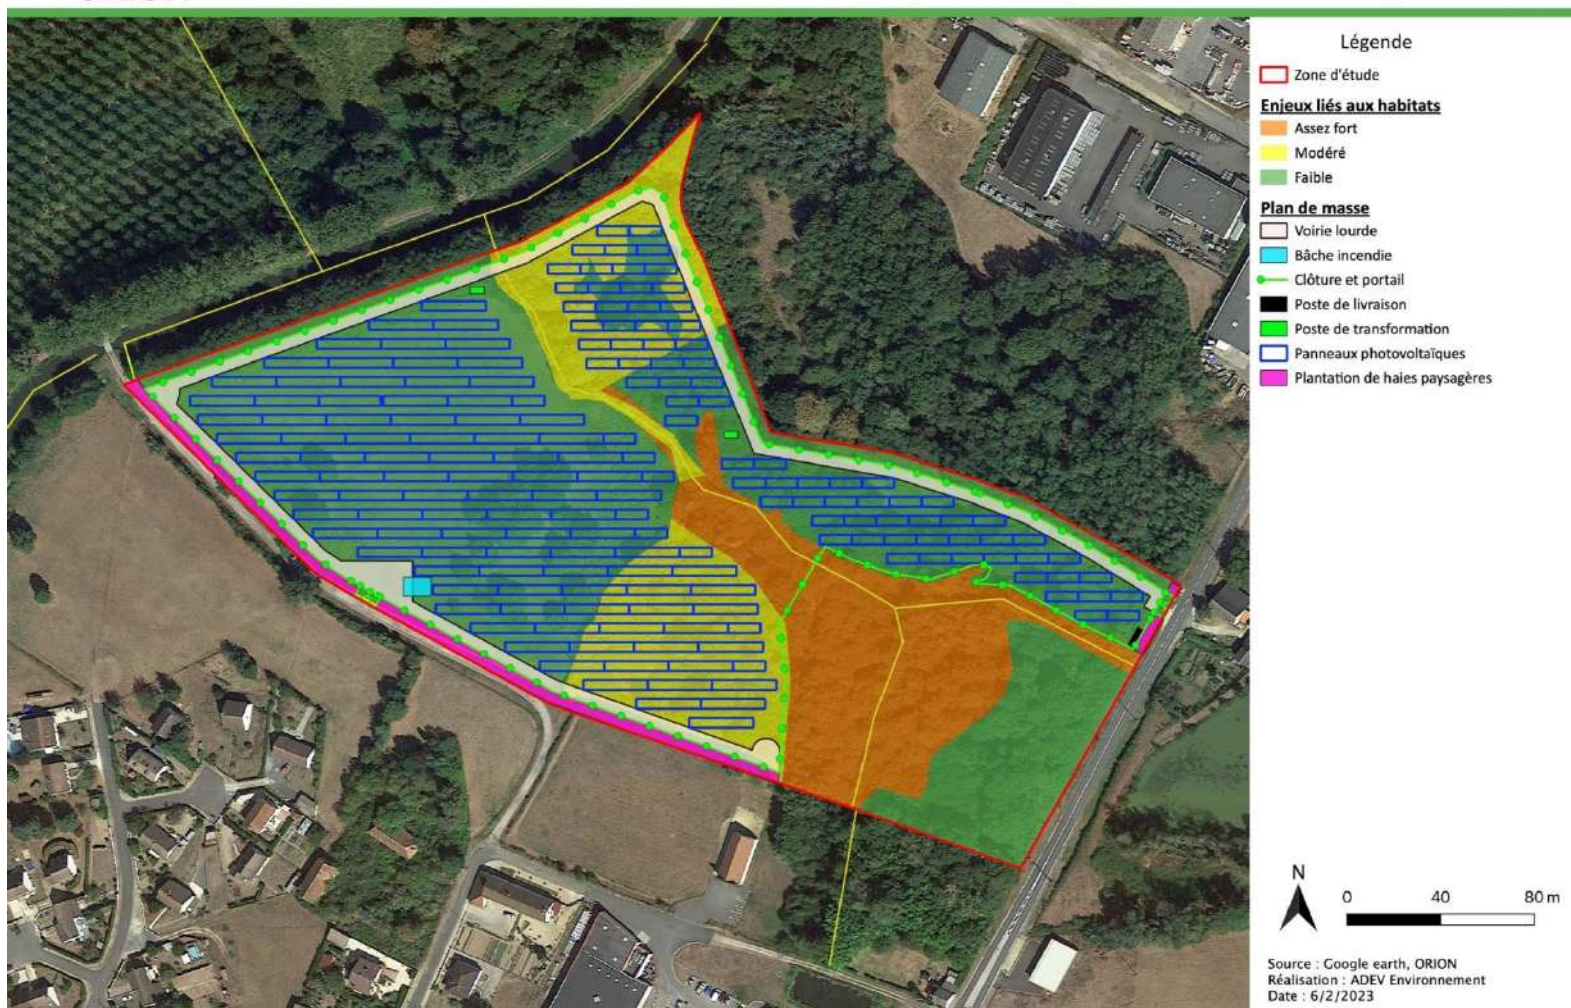 Légende
Zone d'étude
Enjeux liés aux habitats
Assez fort
Modéré
Faible
Plan de masse
Voirie lourde
Bâche incendie
Clôture et portail
Poste de livraison
Poste de transformation
Panneaux photovoltaïques
Plantation de haies paysagères
N
0 40 80 m
Source : Google earth, ORION
Réalisation : ADEV Environnement
Date : 6/2/2023